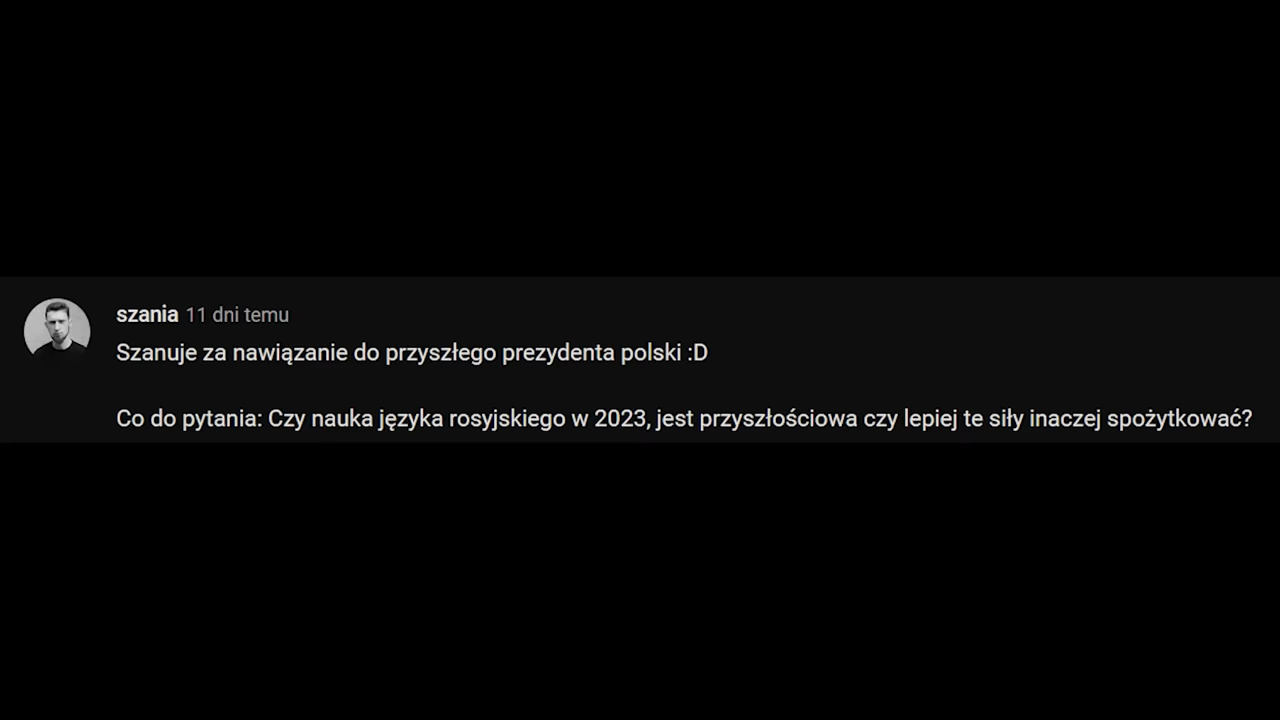 szania 11 dni temu
Szanuje za nawiązanie do przyszłego prezydenta polski :D
Co do pytania: Czy nauka języka rosyjskiego w 2023, jest przyszłościowa czy lepiej te siły inaczej spożytkować?